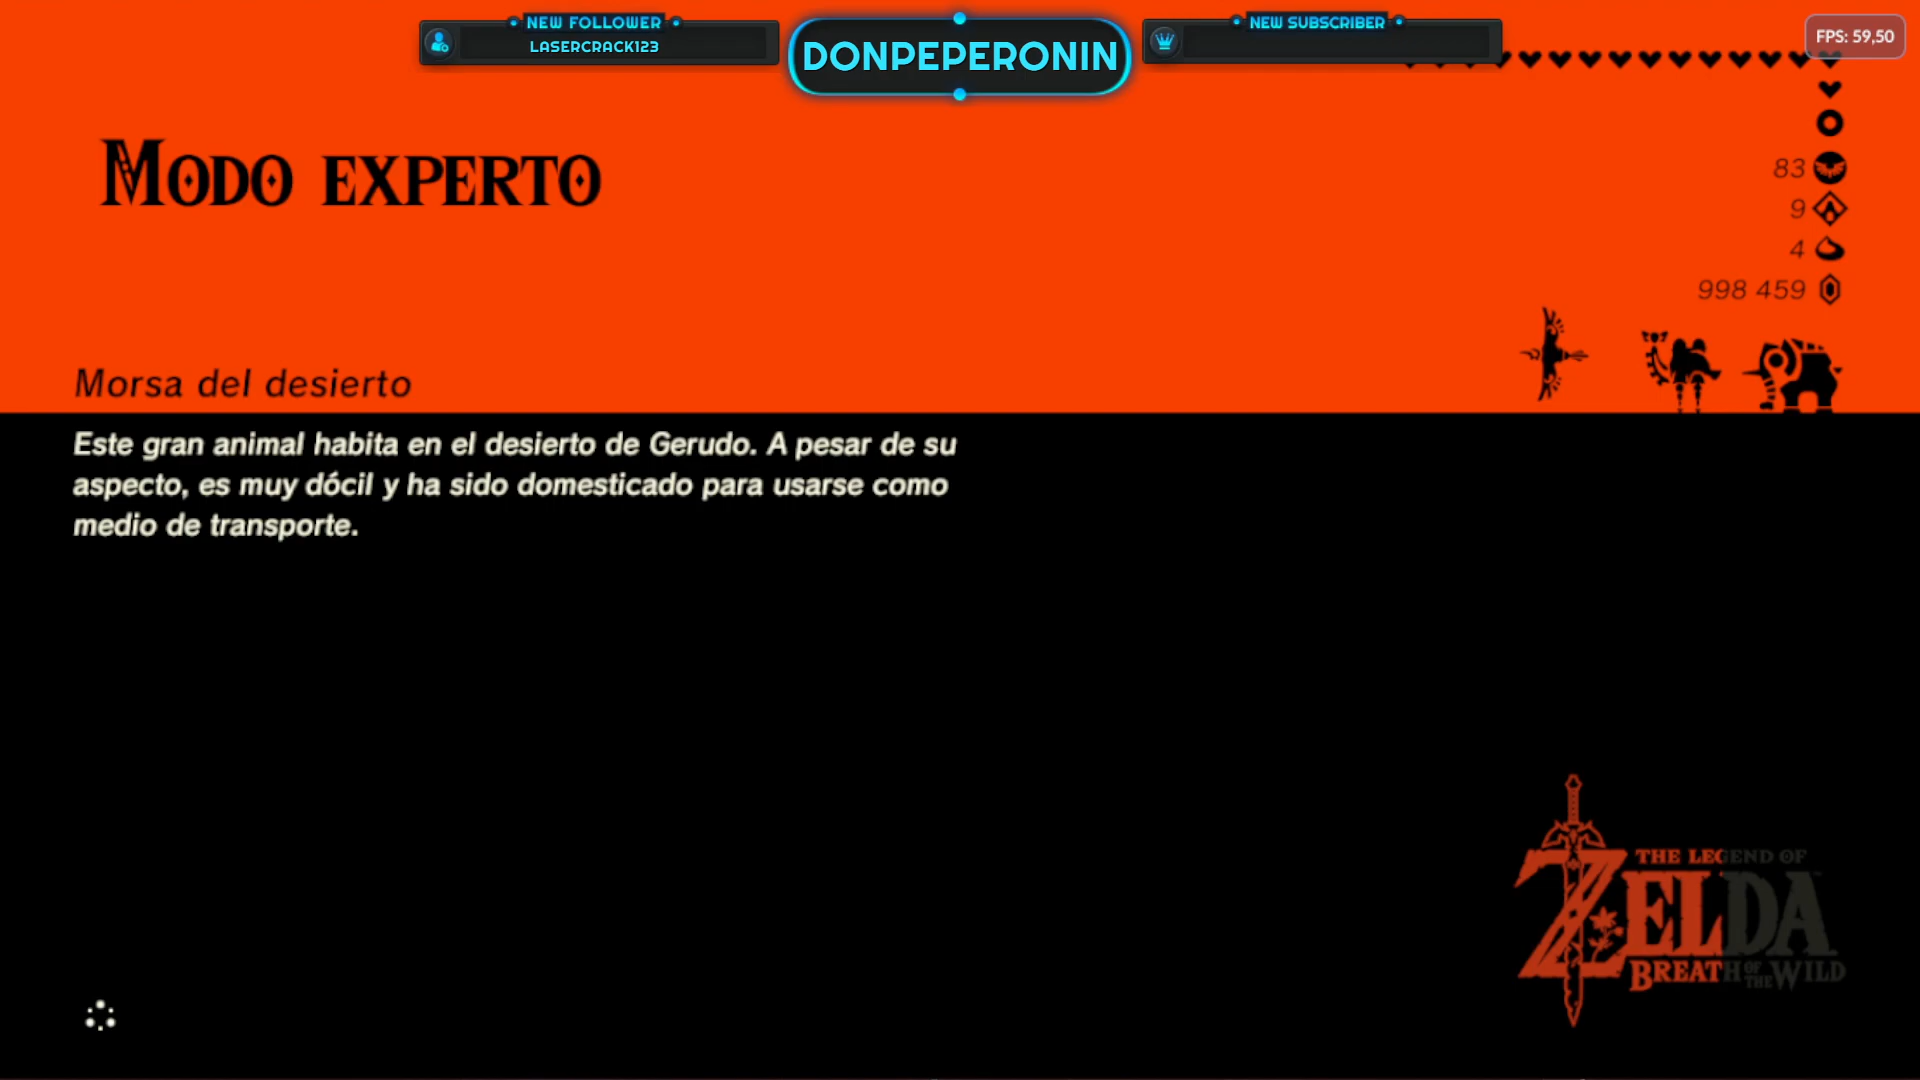 NEW FOLLOWER
LASERCRACK123
DONPEPERONIN
NEW SUBSCRIBER
FPS: 59,50
MODO EXPERTO
83
9
4
998 459
Morsa del desierto
Este gran animal habita en el desierto de Gerudo. A pesar de su
aspecto, es muy dócil y ha sido domesticado para usarse como
medio de transporte.
THE LEGEND OF
ZELDA
BREATH OF THE WILD